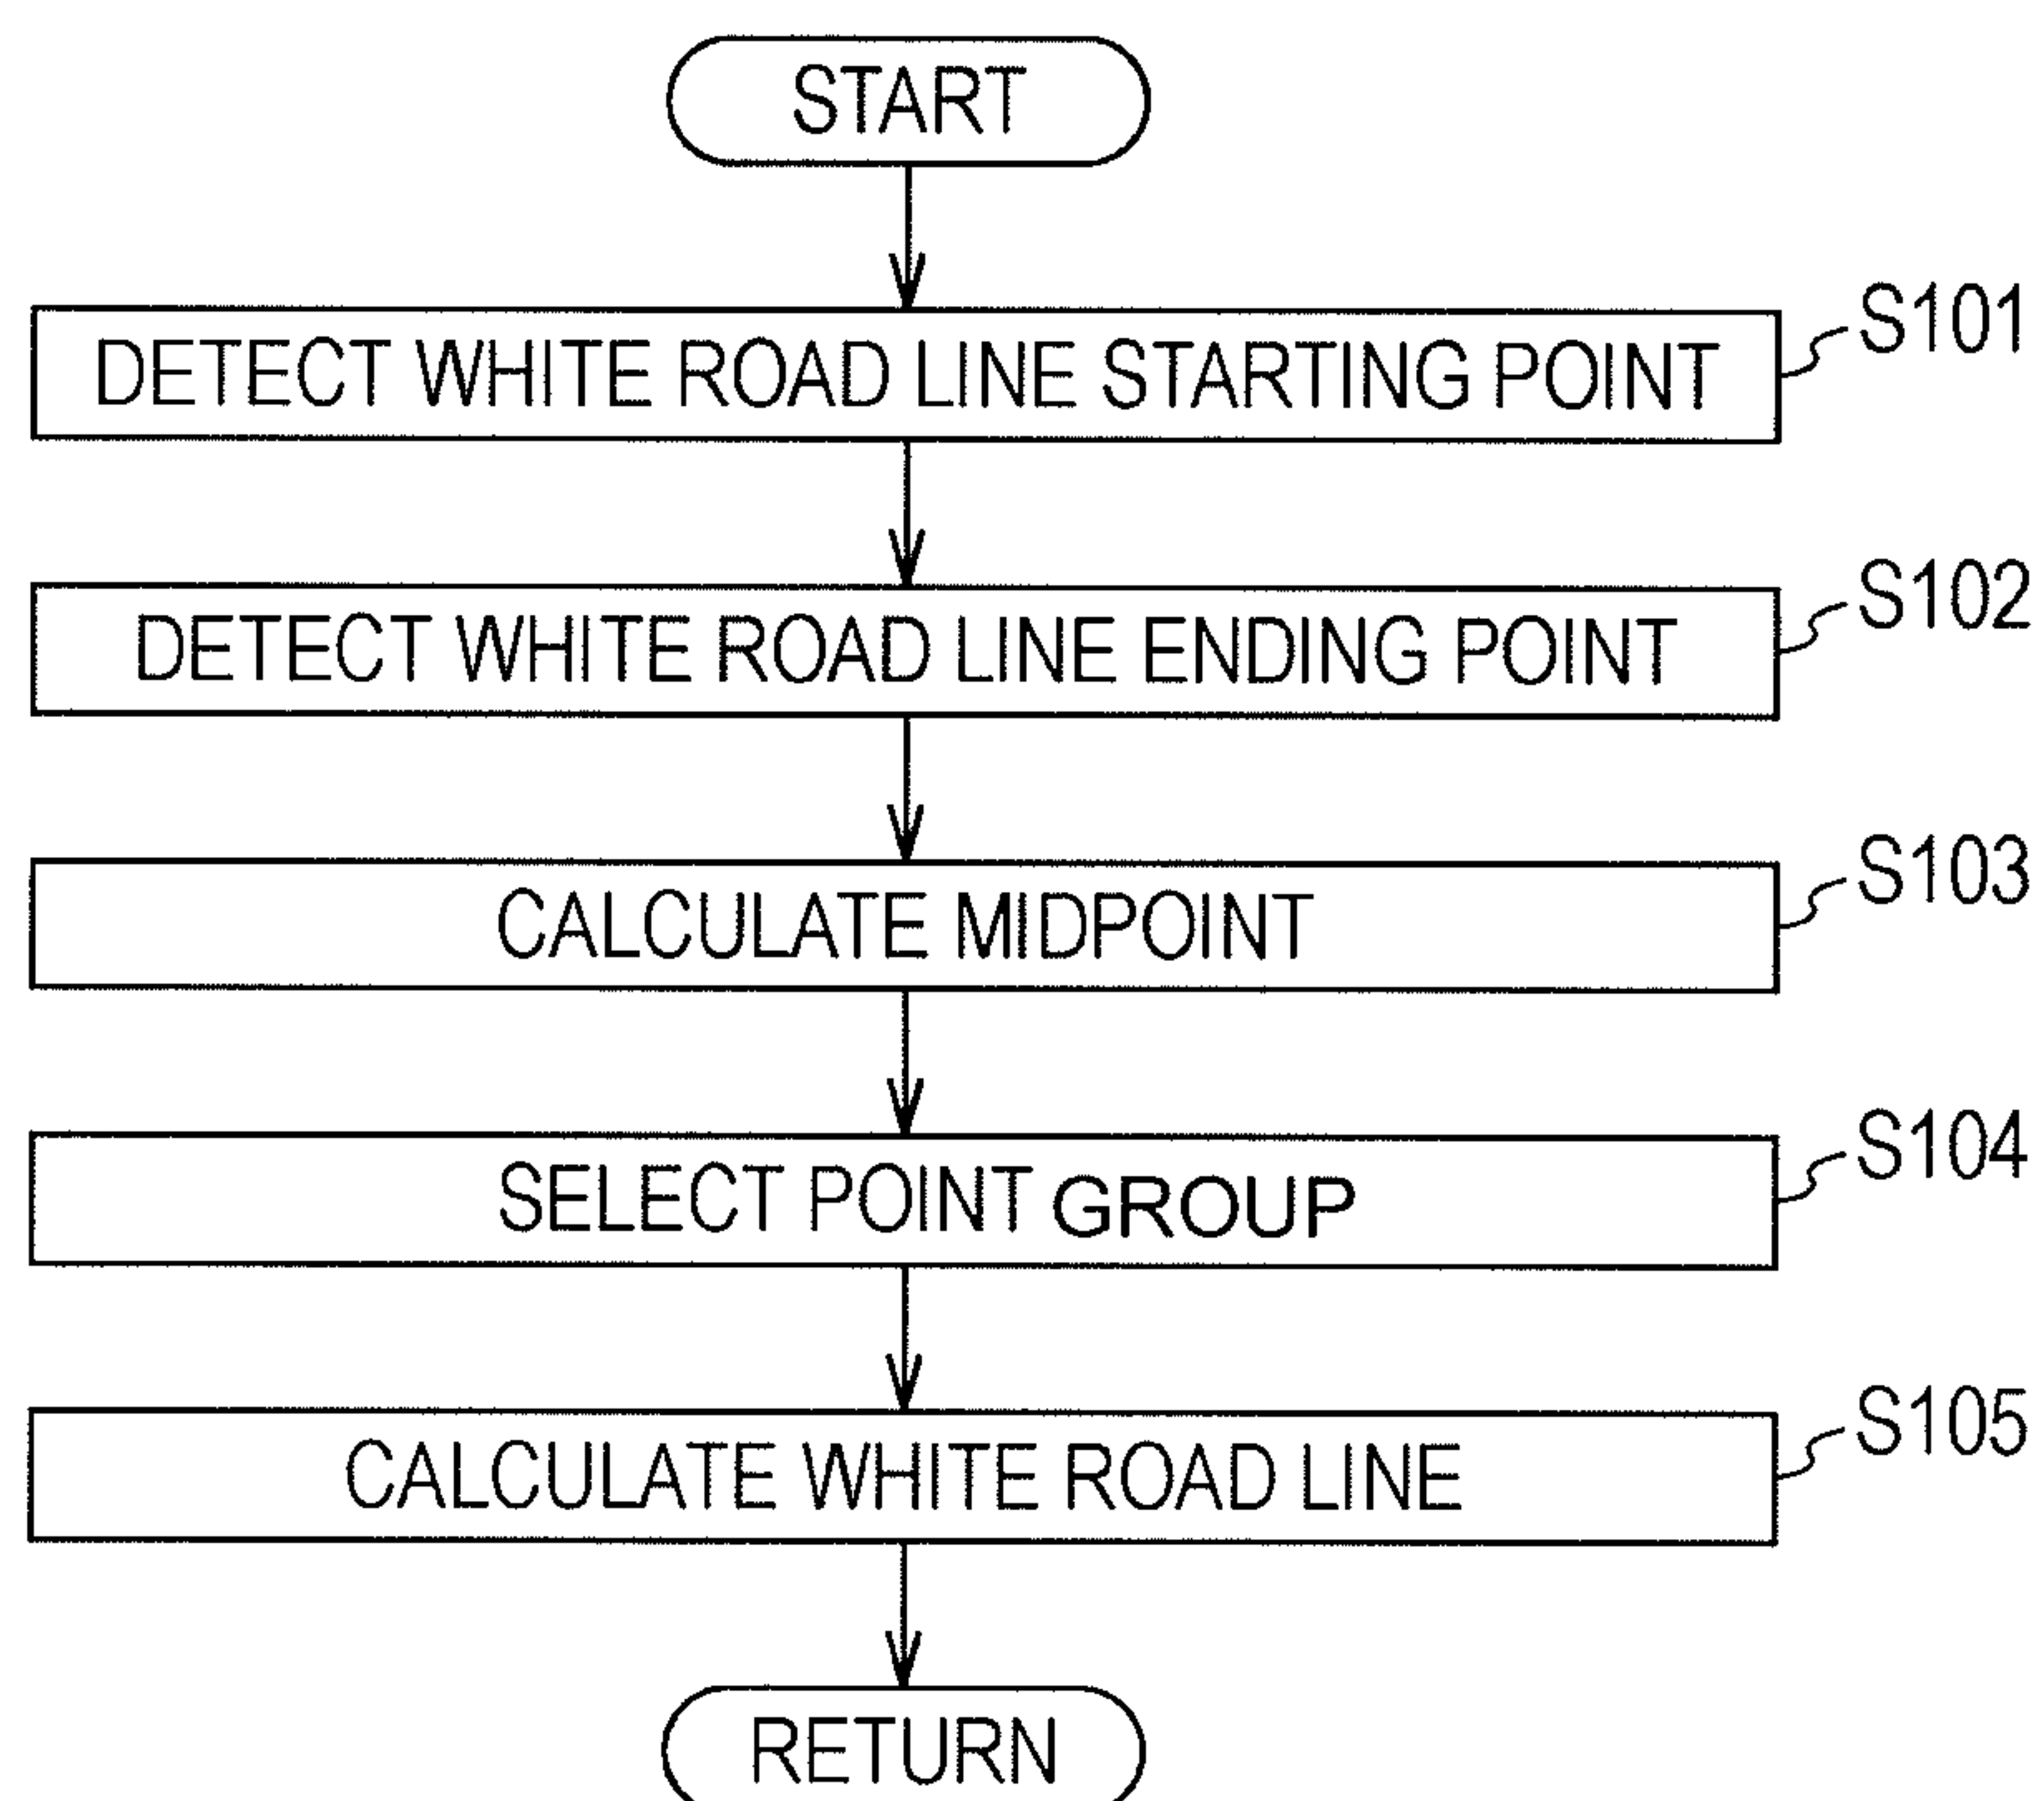 START
DETECT WHITE ROAD LINE STARTING POINT
S101
DETECT WHITE ROAD LINE ENDING POINT
S102
CALCULATE MIDPOINT
S103
SELECT POINT GROUP
S104
CALCULATE WHITE ROAD LINE
S105
RETURN